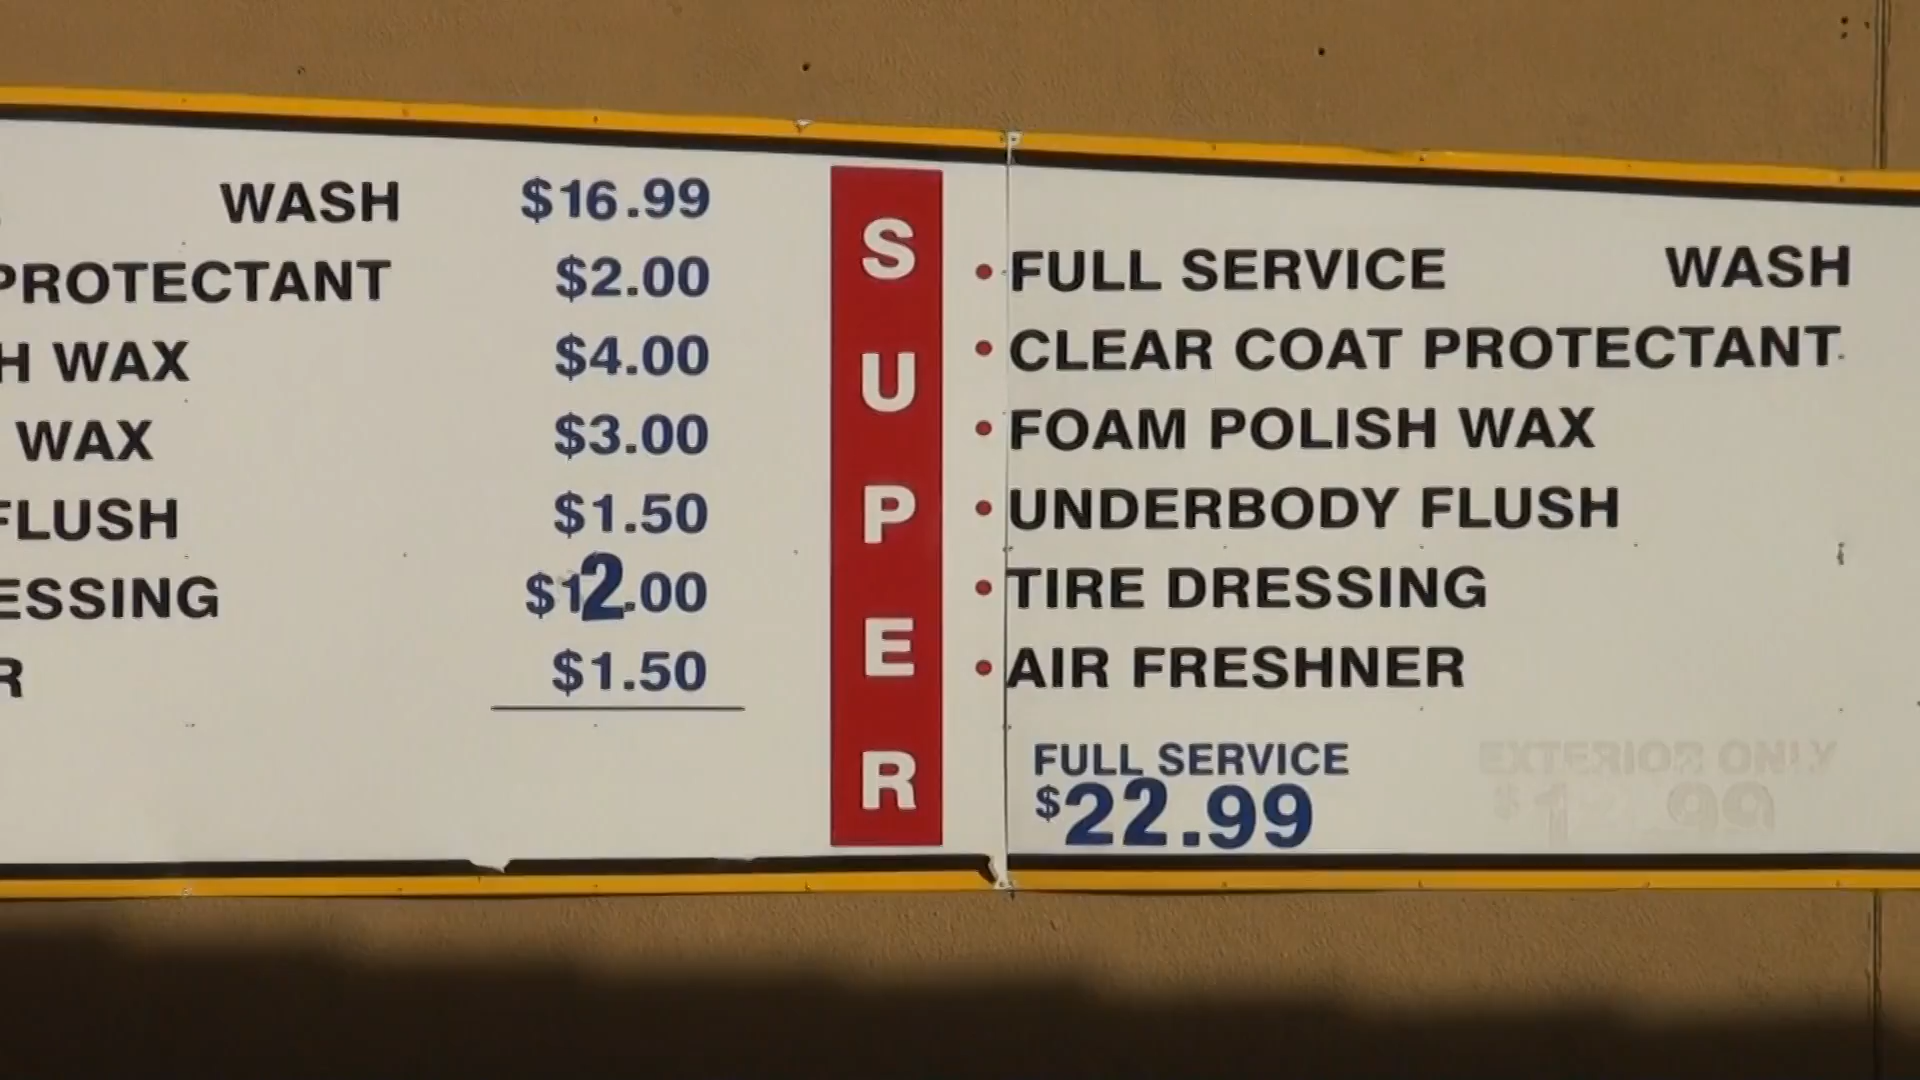 WASH $16.99
PROTECTANT $2.00
H WAX $4.00
WAX $3.00
FLUSH $1.50
ESSING $12.00
R $1.50
SUPER
• FULL SERVICE WASH
• CLEAR COAT PROTECTANT
• FOAM POLISH WAX
• UNDERBODY FLUSH
• TIRE DRESSING
• AIR FRESHNER
FULL SERVICE
$22.99
EXTERIOR ONLY